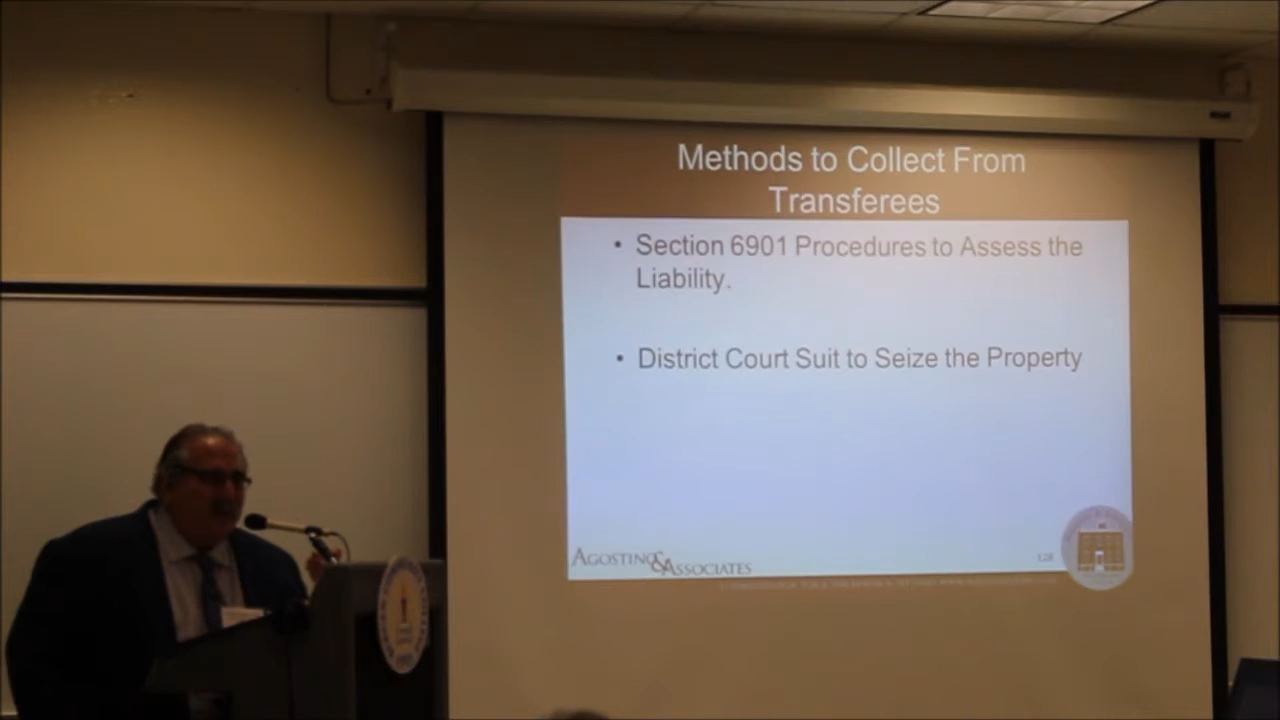 Methods to Collect From
Transferees
• Section 6901 Procedures to Assess the
Liability.
• District Court Suit to Seize the Property
AGOSTINO & ASSOCIATES
128